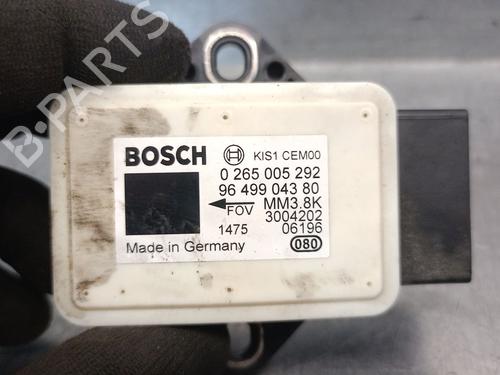 B-PARTS
BOSCH KIS1 CEM00
0 265 005 292
96 499 043 80
FOV MM3.8K
3004202
1475 06196
Made in Germany 080